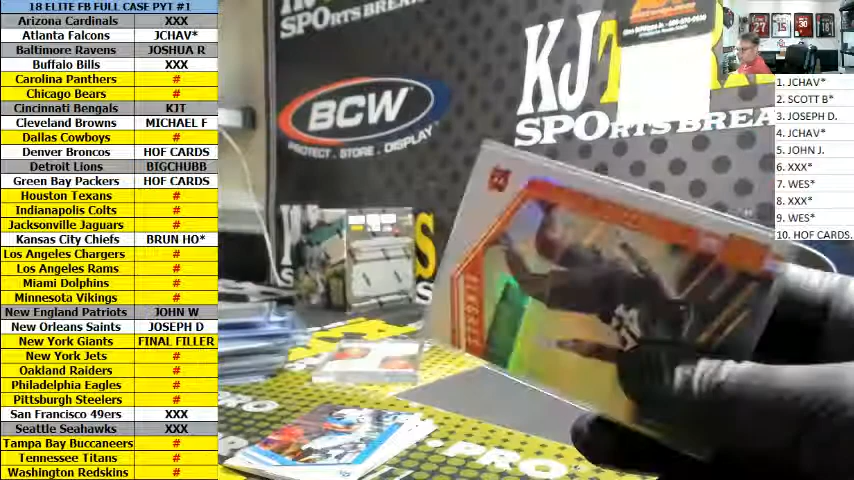 18 ELITE FB FULL CASE PYT #1
Arizona Cardinals XXX
Atlanta Falcons JCHAV*
Baltimore Ravens JOSHUA R
Buffalo Bills XXX
Carolina Panthers #
Chicago Bears #
Cincinnati Bengals KJT
Cleveland Browns MICHAEL F
Dallas Cowboys #
Denver Broncos HOF CARDS
Detroit Lions BIGCHUBB
Green Bay Packers HOF CARDS
Houston Texans #
Indianapolis Colts #
Jacksonville Jaguars #
Kansas City Chiefs BRUN HO*
Los Angeles Chargers #
Los Angeles Rams #
Miami Dolphins #
Minnesota Vikings #
New England Patriots JOHN W
New Orleans Saints JOSEPH D
New York Giants FINAL FILLER
New York Jets #
Oakland Raiders #
Philadelphia Eagles #
Pittsburgh Steelers #
San Francisco 49ers XXX
Seattle Seahawks XXX
Tampa Bay Buccaneers #
Tennessee Titans #
Washington Redskins #
SPORTS BREAK
BCW
PROTECT . STORE . DISPLAY
KJT
SPORTS BREA
PRO
1. JCHAV*
2. SCOTT B*
3. JOSEPH D.
4. JCHAV*
5. JOHN J.
6. XXX*
7. WES*
8. XXX*
9. WES*
10. HOF CARDS.